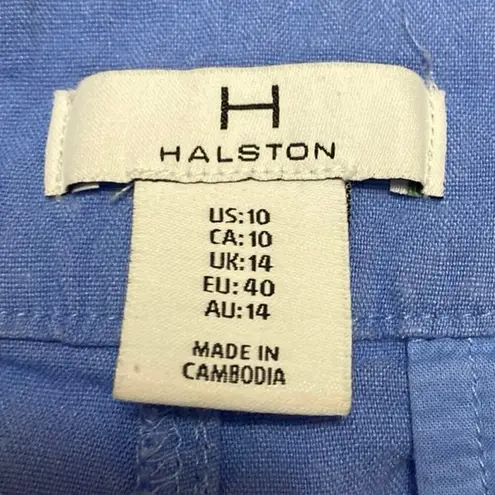 H
HALSTON
US: 10
CA: 10
UK: 14
EU: 40
AU: 14
MADE IN
CAMBODIA